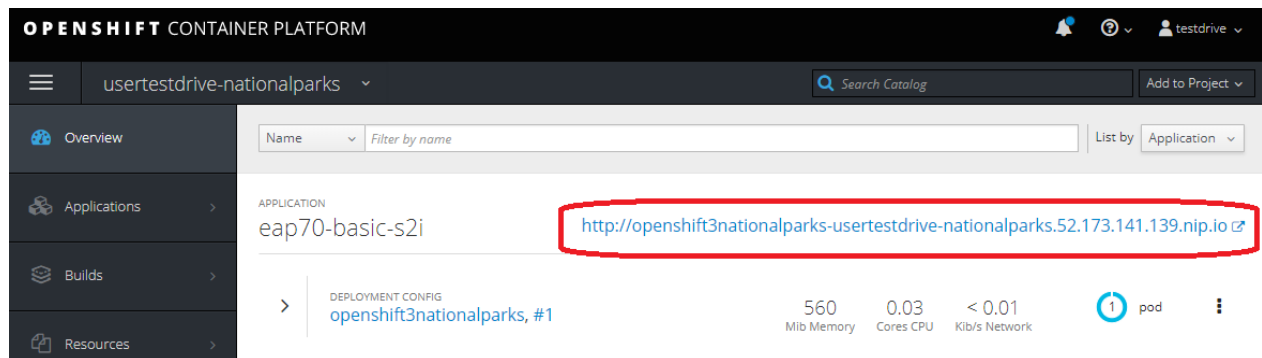 OPENSHIFT CONTAINER PLATFORM
testdrive
usertestdrive-nationalparks
Search Catalog
Add to Project
Overview
Name
Filter by name
List by
Application
Applications
APPLICATION
eap70-basic-s2i
http://openshift3nationalparks-usertestdrive-nationalparks.52.173.141.139.nip.io
Builds
DEPLOYMENT CONFIG
openshift3nationalparks, #1
560
Mib Memory
0.03
Cores CPU
< 0.01
Kib/s Network
1
pod
Resources